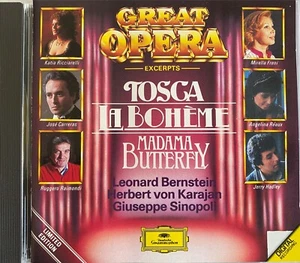 GREAT
OPERA
EXCERPTS
Katia Ricciarelli
Mirella Freni
TOSCA
LA BOHÈME
José Carreras
Angelina Réaux
MADAMA
BUTTERFLY
Leonard Bernstein
Herbert von Karajan
Giuseppe Sinopoli
Ruggero Raimondi
Jerry Hadley
Deutsche
Grammophon
LIMITED
EDITION
DIGITAL